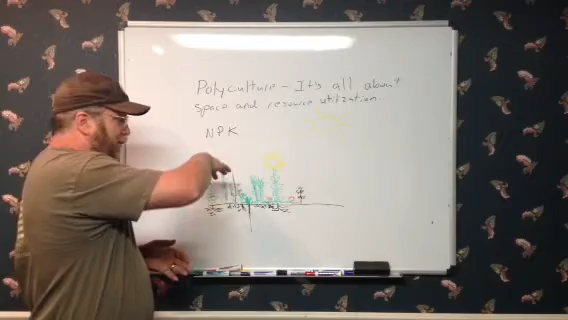 Polyculture - It's all about
space and resource utilization...
NPK